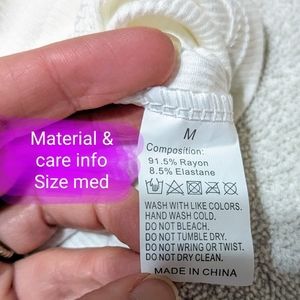 Material &
care info
Size med
M
Composition:
91.5% Rayon
8.5% Elastane
WASH WITH LIKE COLORS.
HAND WASH COLD.
DO NOT BLEACH.
DO NOT TUMBLE DRY.
DO NOT WRING OR TWIST.
DO NOT DRY CLEAN.
MADE IN CHINA